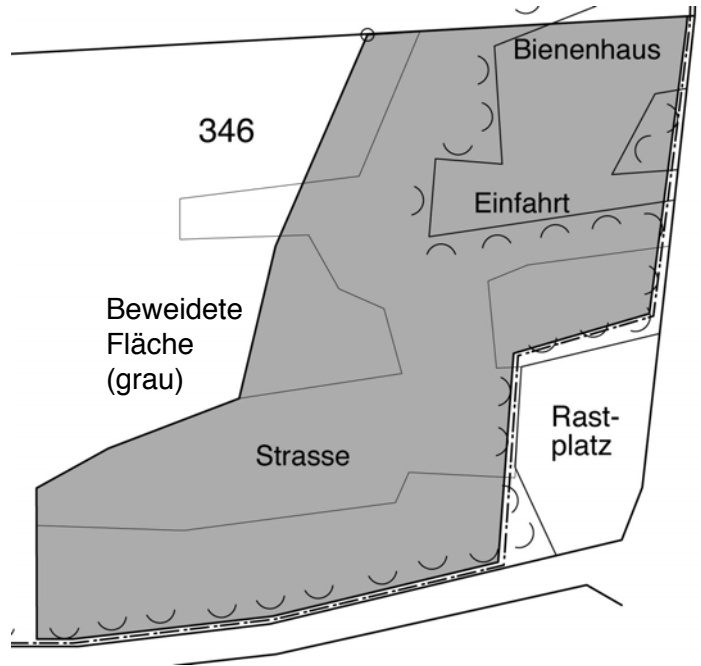 Bienenhaus
346
Einfahrt
Beweidete
Fläche
(grau)
Rast-
platz
Strasse